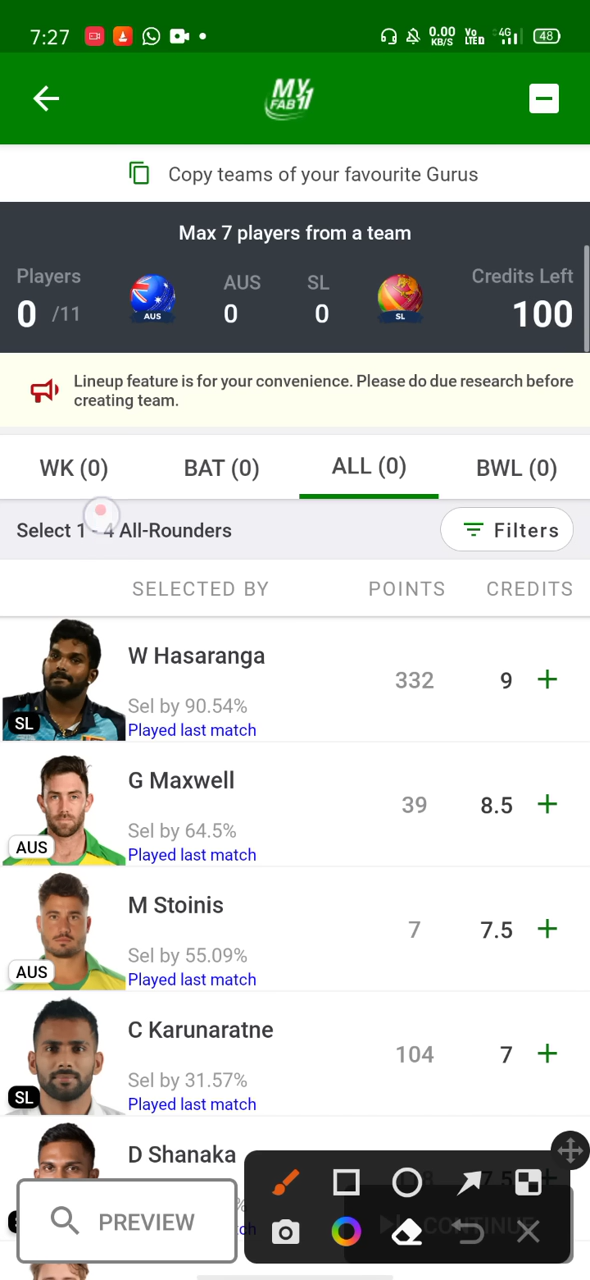 7:27 0.00 KB/S Vo LTE 4G 48
MY FAB11
Copy teams of your favourite Gurus
Max 7 players from a team
Players AUS SL Credits Left
0 /11 AUS 0 0 SL 100
Lineup feature is for your convenience. Please do due research before
creating team.
WK (0) BAT (0) ALL (0) BWL (0)
Select 1 - 4 All-Rounders Filters
SELECTED BY POINTS CREDITS
W Hasaranga
332 9 +
Sel by 90.54%
SL Played last match
G Maxwell
39 8.5 +
Sel by 64.5%
AUS Played last match
M Stoinis
7 7.5 +
Sel by 55.09%
AUS Played last match
C Karunaratne
104 7 +
Sel by 31.57%
SL Played last match
D Shanaka
7.5
PREVIEW CONTINUE